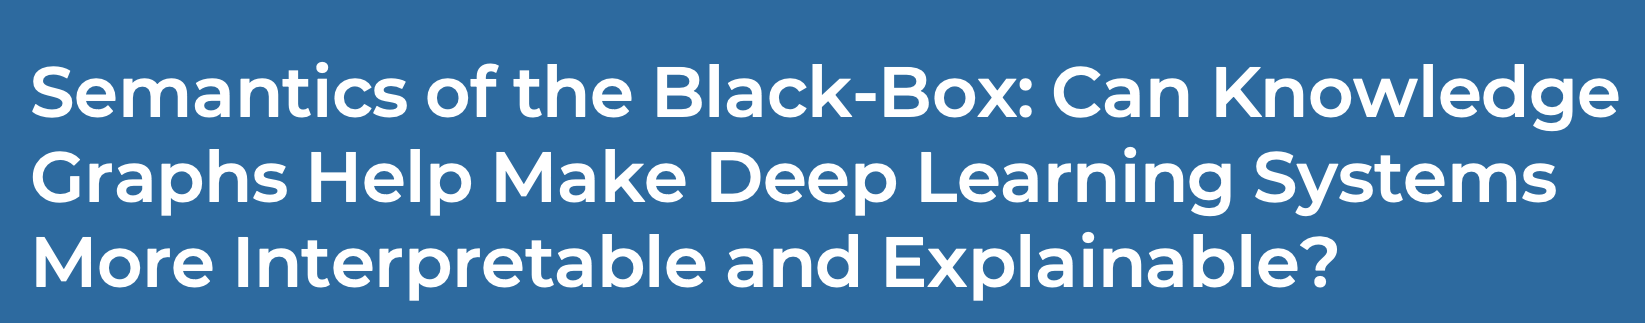 Semantics of the Black-Box: Can Knowledge
Graphs Help Make Deep Learning Systems
More Interpretable and Explainable?